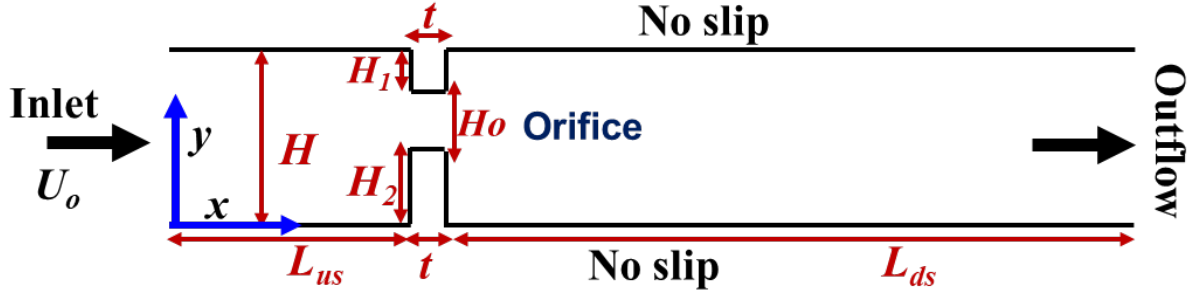 t
No slip
H1
Inlet
Ho Orifice
y
H
Outflow
Uo
H2
x
Lus
t
No slip
Lds